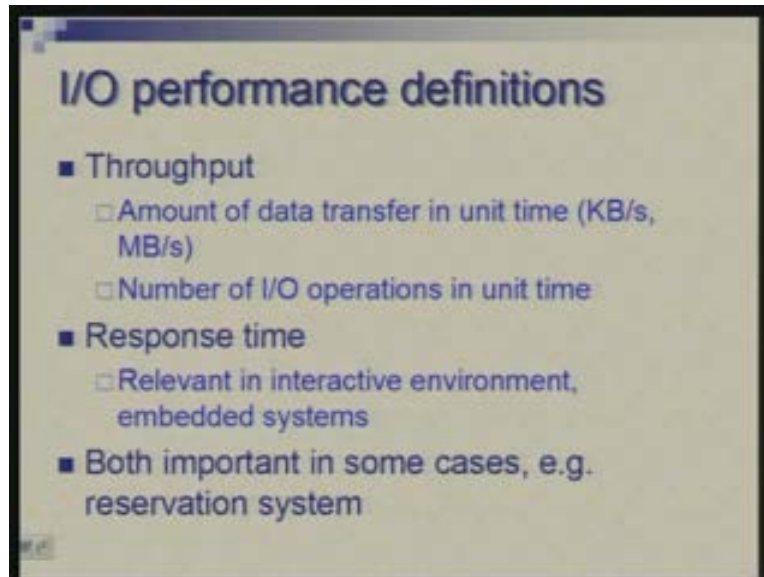 I/O performance definitions
Throughput
Amount of data transfer in unit time (KB/s,
MB/s)
Number of I/O operations in unit time
Response time
Relevant in interactive environment,
embedded systems
Both important in some cases, e.g.
reservation system